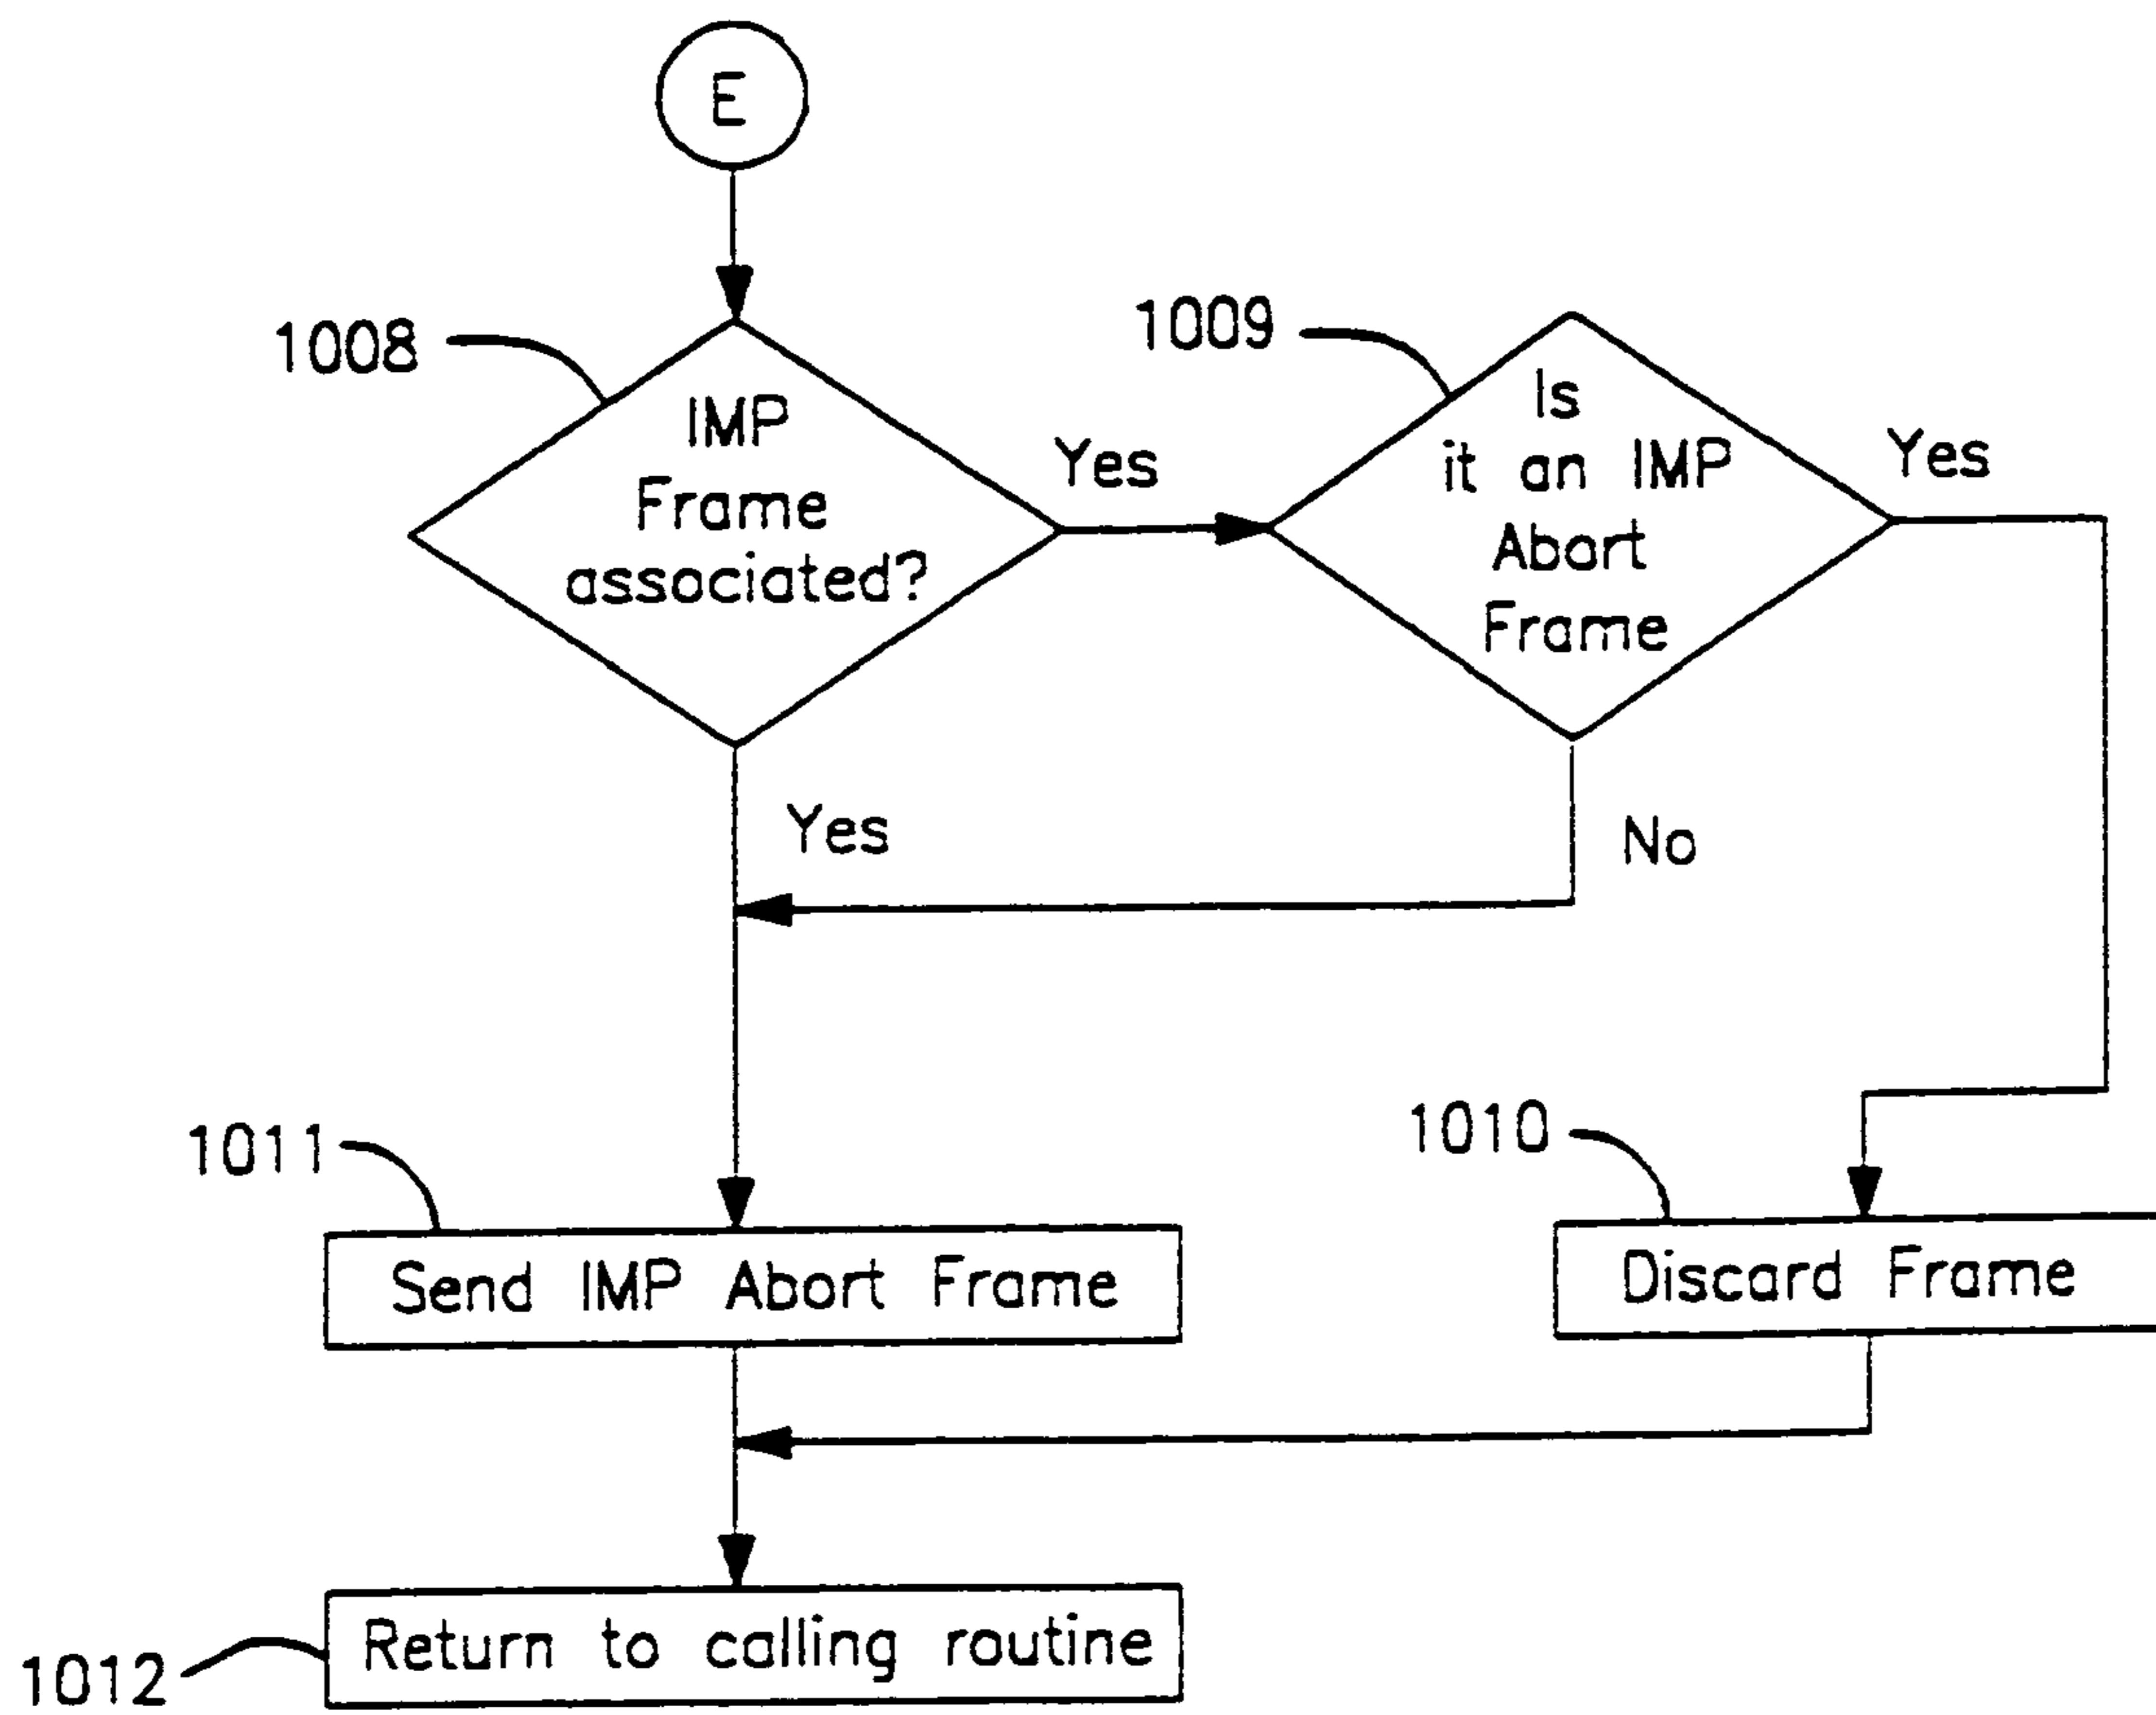 E
1008
IMP
Frame
associated?
Yes
1009
Is
it an IMP
Abort
Frame
Yes
Yes
No
1011
Send IMP Abort Frame
1010
Discard Frame
1012
Return to calling routine